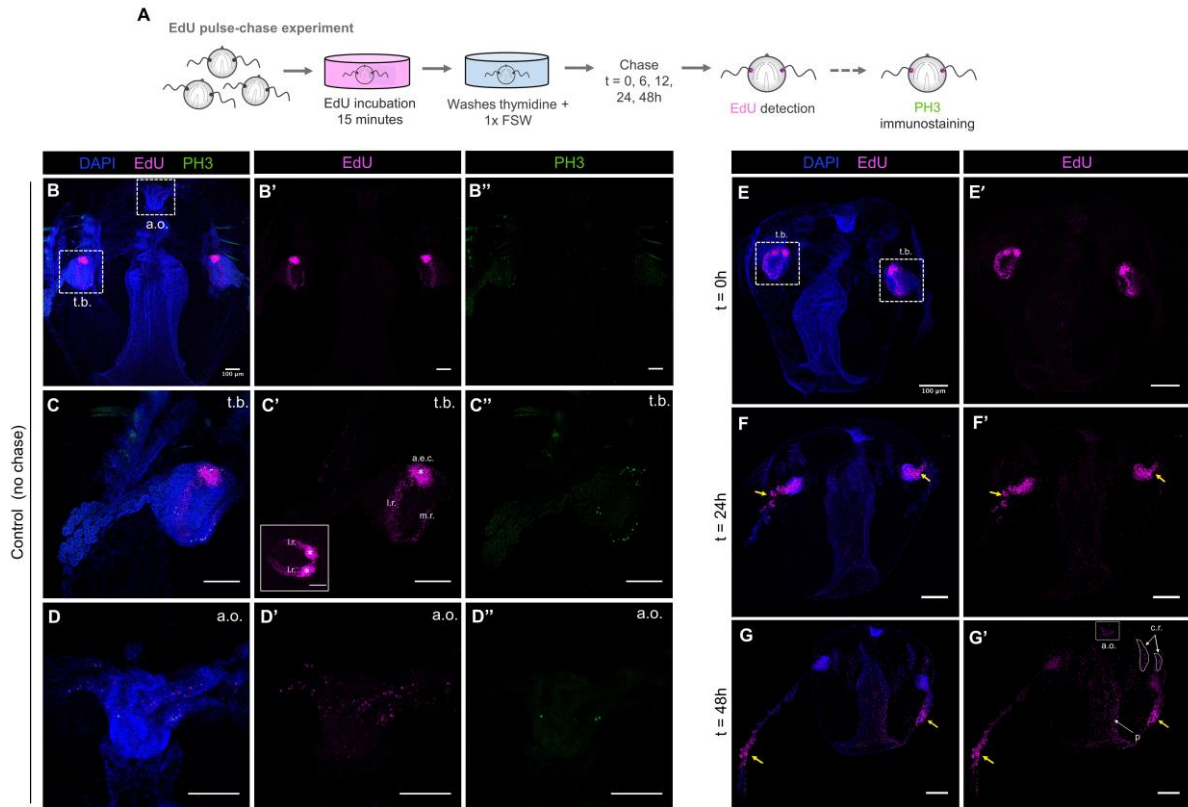 A
EdU pulse-chase experiment
EdU incubation
15 minutes
Washes thymidine +
1x FSW
Chase
t = 0, 6, 12,
24, 48h
EdU detection
PH3
immunostaining
DAPI EdU PH3
EdU
PH3
Control (no chase)
B
a.o.
t.b.
100 µm
B'
B"
C
t.b.
C'
t.b.
a.e.c.
*
l.r.
m.r.
l.r.
*
l.r.
*
C"
t.b.
D
a.o.
D'
a.o.
D"
a.o.
DAPI EdU
EdU
t = 0h
E
t.b.
t.b.
100 µm
E'
t = 24h
F
F'
t = 48h
G
G'
a.o.
c.r.
p